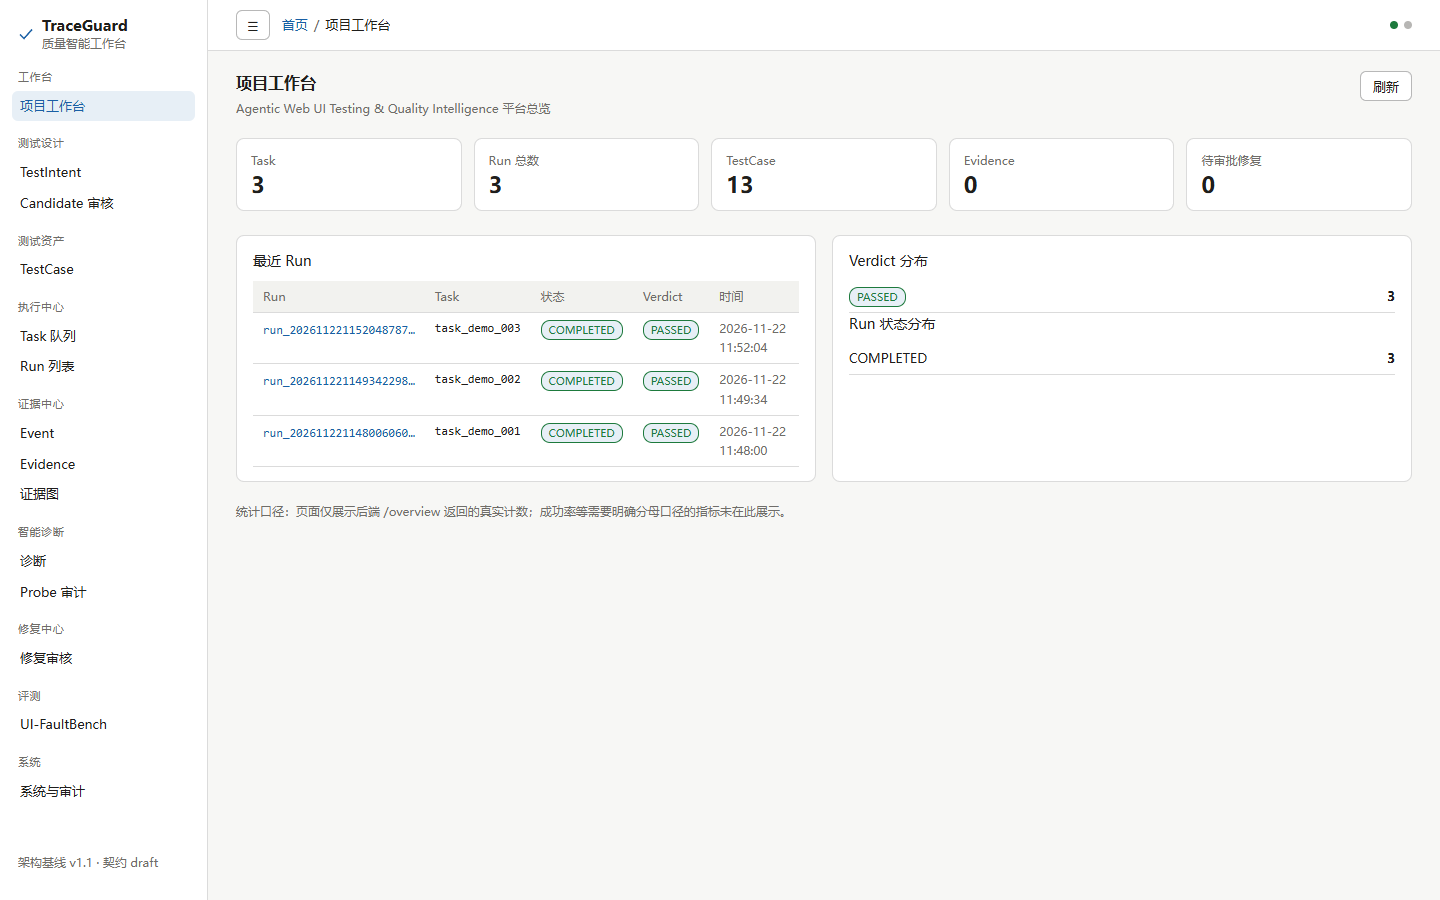 TraceGuard
质量智能工作台
工作台
项目工作台
测试设计
TestIntent
Candidate 审核
测试资产
TestCase
执行中心
Task 队列
Run 列表
证据中心
Event
Evidence
证据图
智能诊断
诊断
Probe 审计
修复中心
修复审核
评测
UI-FaultBench
系统
系统与审计
架构基线 v1.1 · 契约 draft
首页 / 项目工作台
项目工作台
Agentic Web UI Testing & Quality Intelligence 平台总览
刷新
Task
3
Run 总数
3
TestCase
13
Evidence
0
待审批修复
0
最近 Run
Run Task 状态 Verdict 时间
run_202611221152048787… task_demo_003 COMPLETED PASSED 2026-11-22 11:52:04
run_202611221149342298… task_demo_002 COMPLETED PASSED 2026-11-22 11:49:34
run_202611221148006060… task_demo_001 COMPLETED PASSED 2026-11-22 11:48:00
Verdict 分布
PASSED 3
Run 状态分布
COMPLETED 3
统计口径：页面仅展示后端 /overview 返回的真实计数；成功率等需要明确分母口径的指标未在此展示。